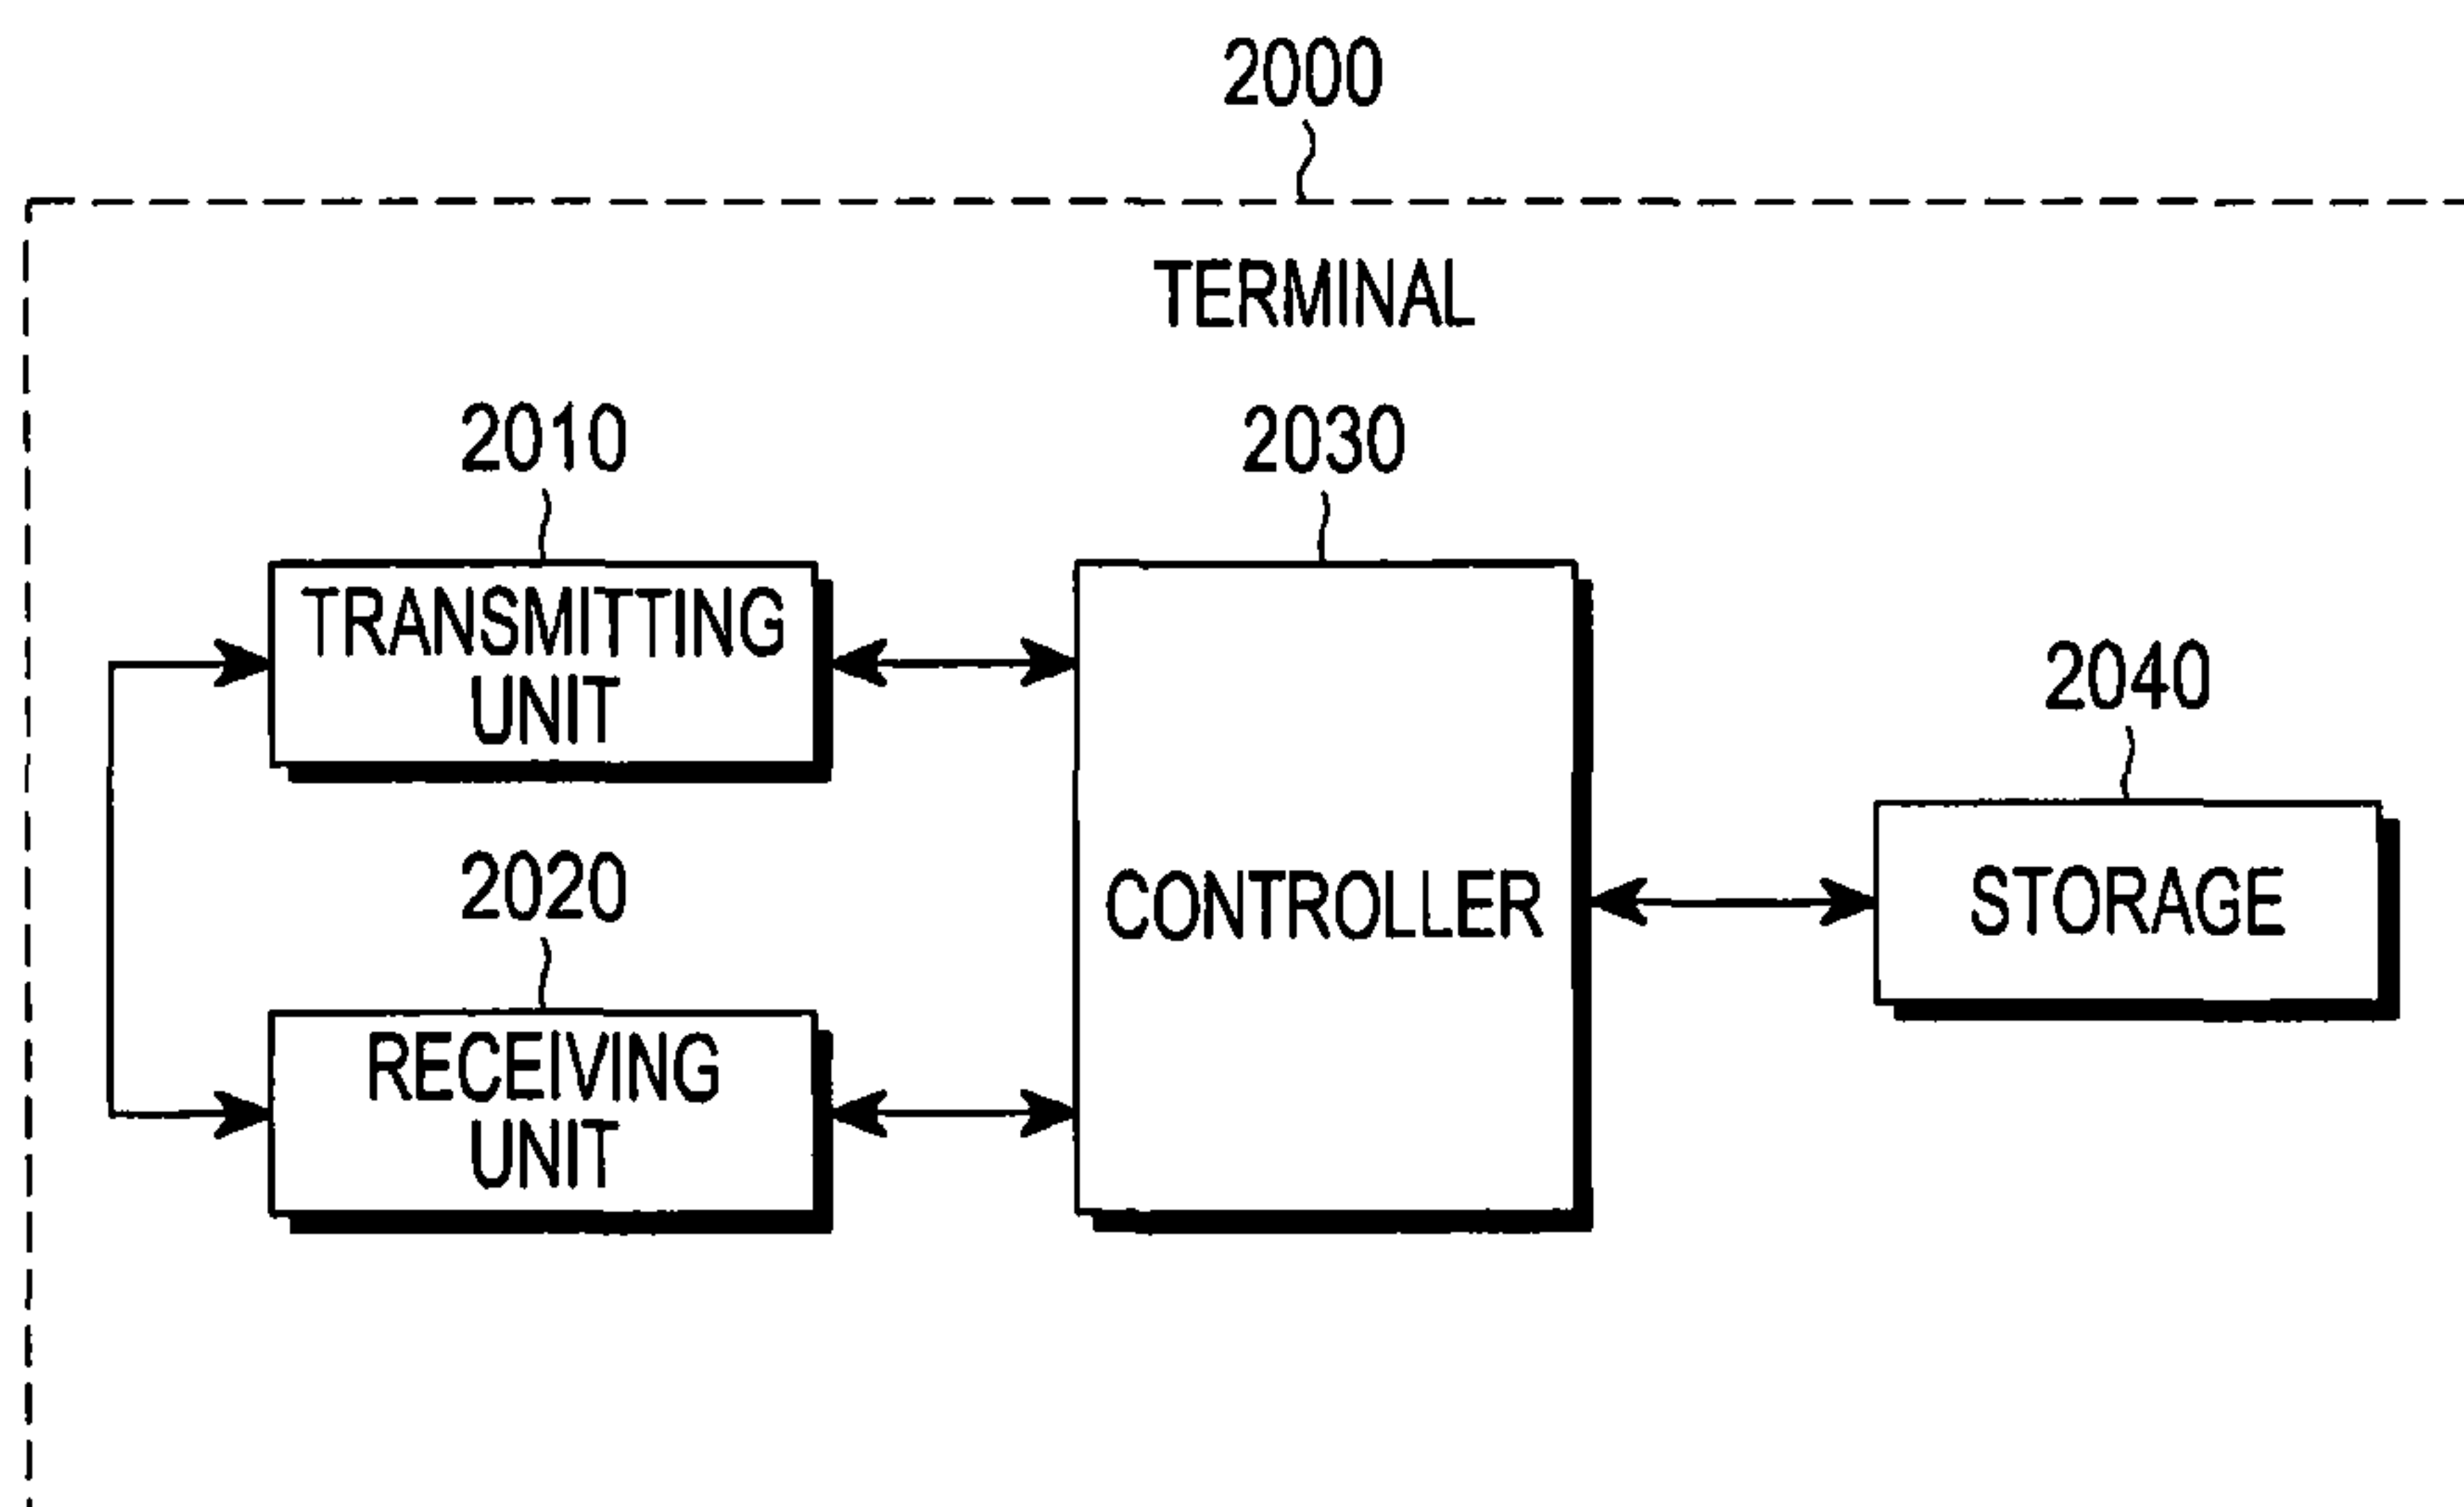 2000
TERMINAL
2010
2030
TRANSMITTING
UNIT
2040
2020
CONTROLLER
STORAGE
RECEIVING
UNIT